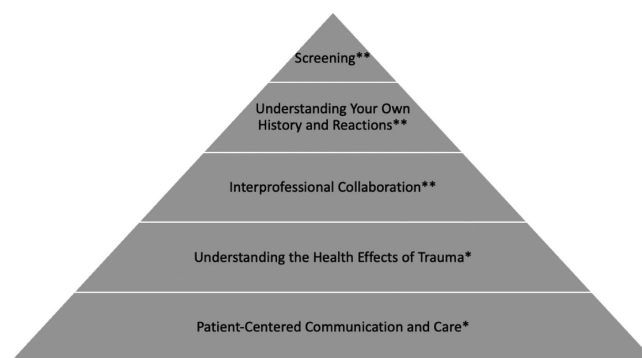 Screening**
Understanding Your Own
History and Reactions**
Interprofessional Collaboration**
Understanding the Health Effects of Trauma*
Patient-Centered Communication and Care*